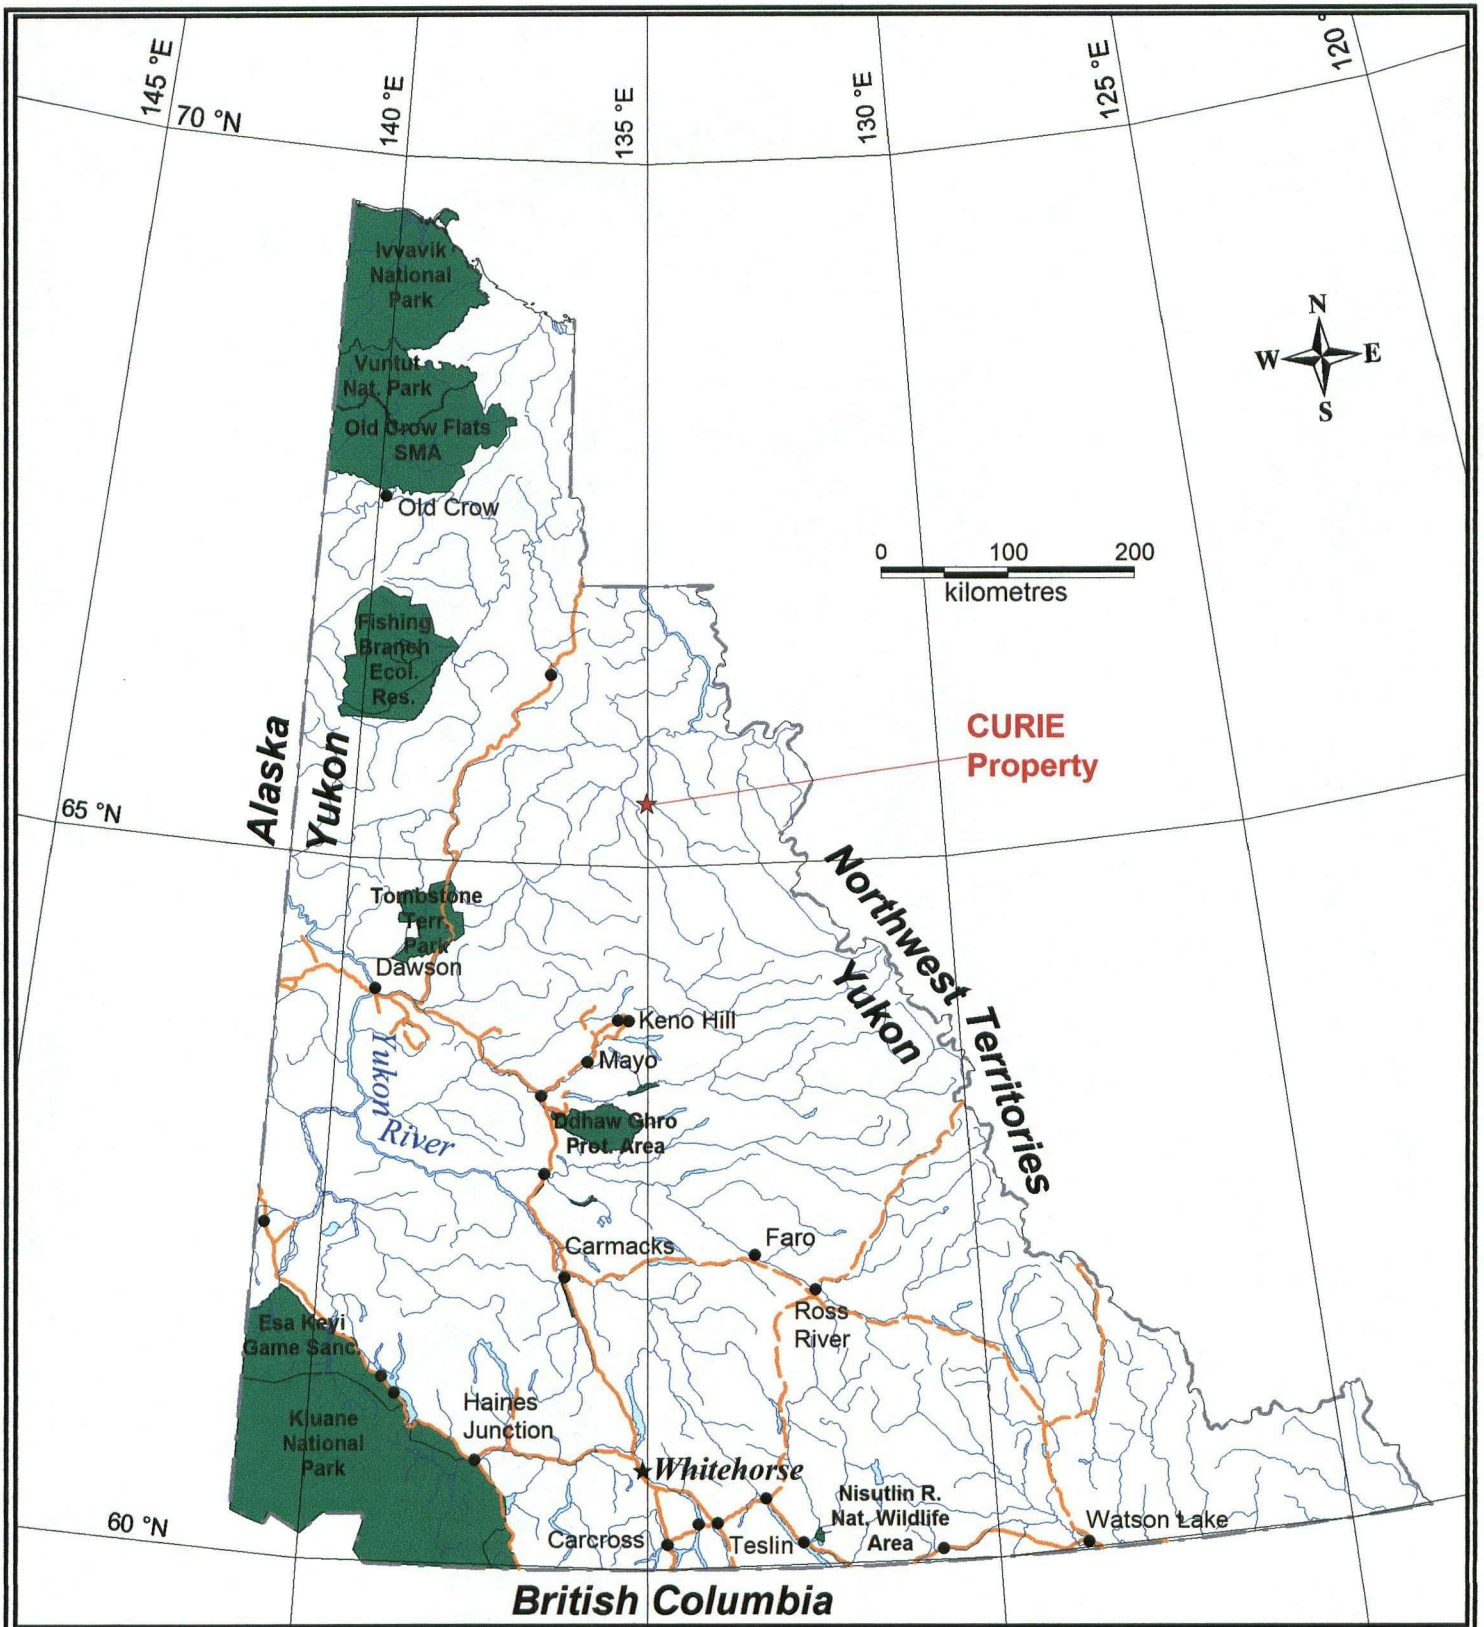 145 °E
140 °E
135 °E
130 °E
125 °E
120 °
70 °N
Ivvavik
National
Park
N
W
E
S
Vuntut
Nat. Park
Old Crow Flats
SMA
Old Crow
0 100 200
kilometres
Fishing
Branch
Ecol.
Res.
CURIE
Property
Alaska
Yukon
65 °N
Northwest Territories
Yukon
Tombstone
Terr.
Park
Dawson
Keno Hill
Mayo
Yukon
River
Ddhaw Ghro
Prot. Area
Carmacks
Faro
Ross
River
Esa Keyi
Game Sanc.
Kluane
National
Park
Haines
Junction
Whitehorse
Nisutlin R.
Nat. Wildlife
Area
Watson Lake
60 °N
Carcross
Teslin
British Columbia